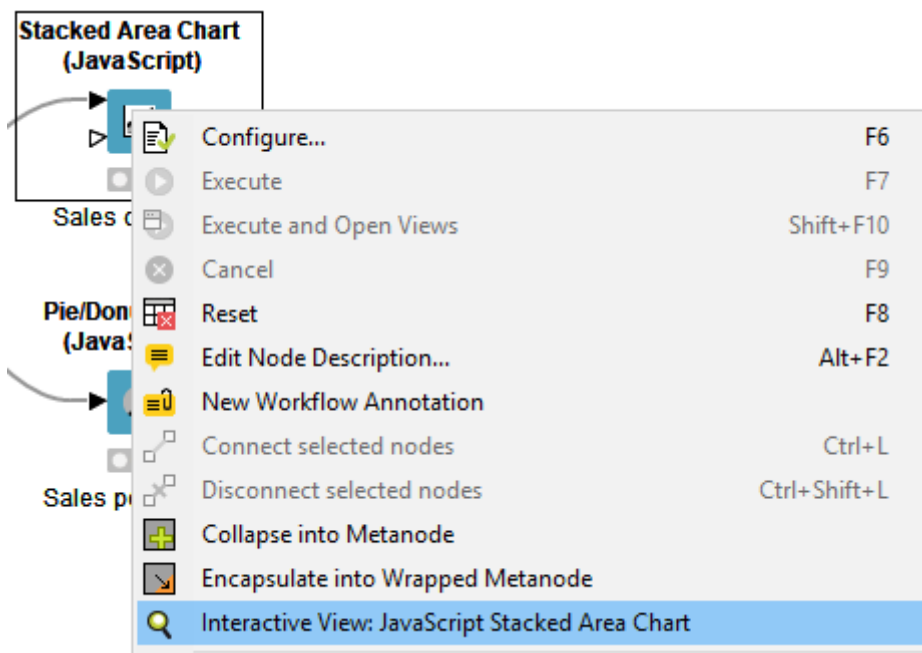 Stacked Area Chart
(JavaScript)
Configure... F6
Execute F7
Sales
Execute and Open Views Shift+F10
Cancel F9
Reset F8
Edit Node Description... Alt+F2
New Workflow Annotation
Connect selected nodes Ctrl+L
Sales
Disconnect selected nodes Ctrl+Shift+L
Collapse into Metanode
Encapsulate into Wrapped Metanode
Interactive View: JavaScript Stacked Area Chart